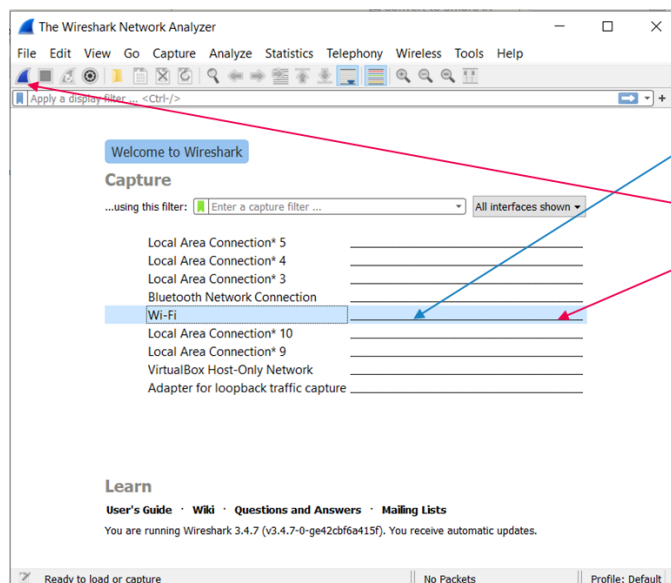 The Wireshark Network Analyzer
File Edit View Go Capture Analyze Statistics Telephony Wireless Tools Help
Apply a display filter ... <Ctrl-/>
Welcome to Wireshark
Capture
...using this filter: Enter a capture filter ... All interfaces shown
Local Area Connection* 5
Local Area Connection* 4
Local Area Connection* 3
Bluetooth Network Connection
Wi-Fi
Local Area Connection* 10
Local Area Connection* 9
VirtualBox Host-Only Network
Adapter for loopback traffic capture
Learn
User's Guide · Wiki · Questions and Answers · Mailing Lists
You are running Wireshark 3.4.7 (v3.4.7-0-ge42cbf6a415f). You receive automatic updates.
Ready to load or capture No Packets Profile: Default